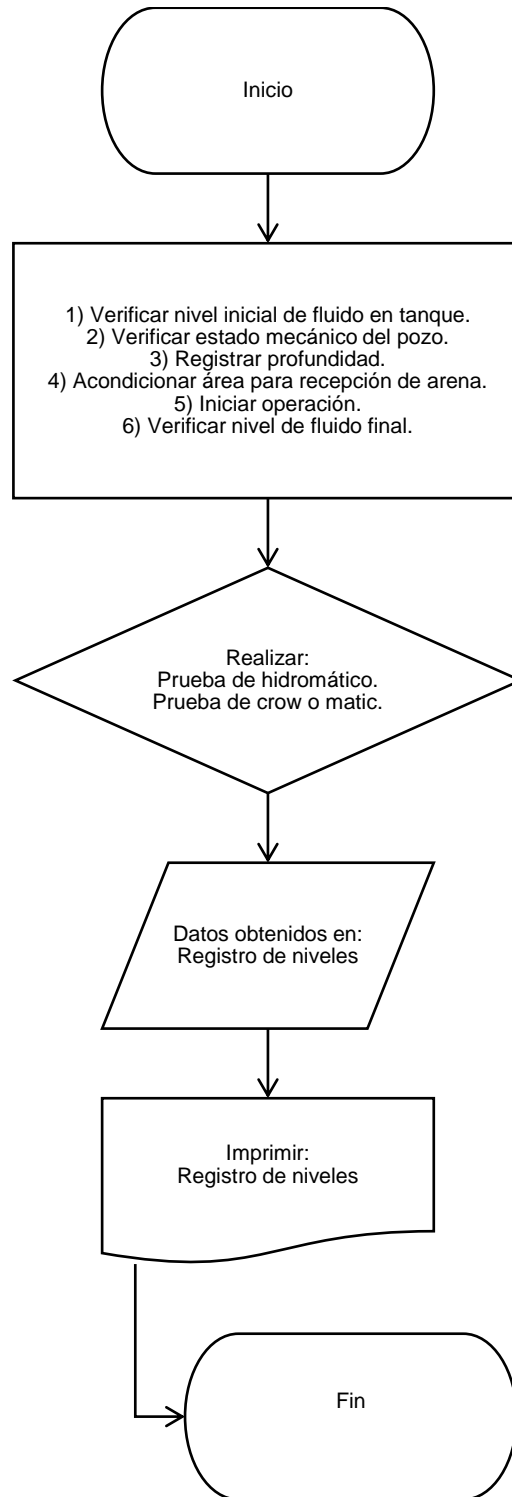 Inicio
1) Verificar nivel inicial de fluido en tanque.
2) Verificar estado mecánico del pozo.
3) Registrar profundidad.
4) Acondicionar área para recepción de arena.
5) Iniciar operación.
6) Verificar nivel de fluido final.
Realizar:
Prueba de hidromático.
Prueba de crow o matic.
Datos obtenidos en:
Registro de niveles
Imprimir:
Registro de niveles
Fin